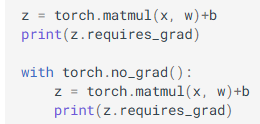 z = torch.matmul(x, w)+b
print(z.requires_grad)

with torch.no_grad():
    z = torch.matmul(x, w)+b
    print(z.requires_grad)